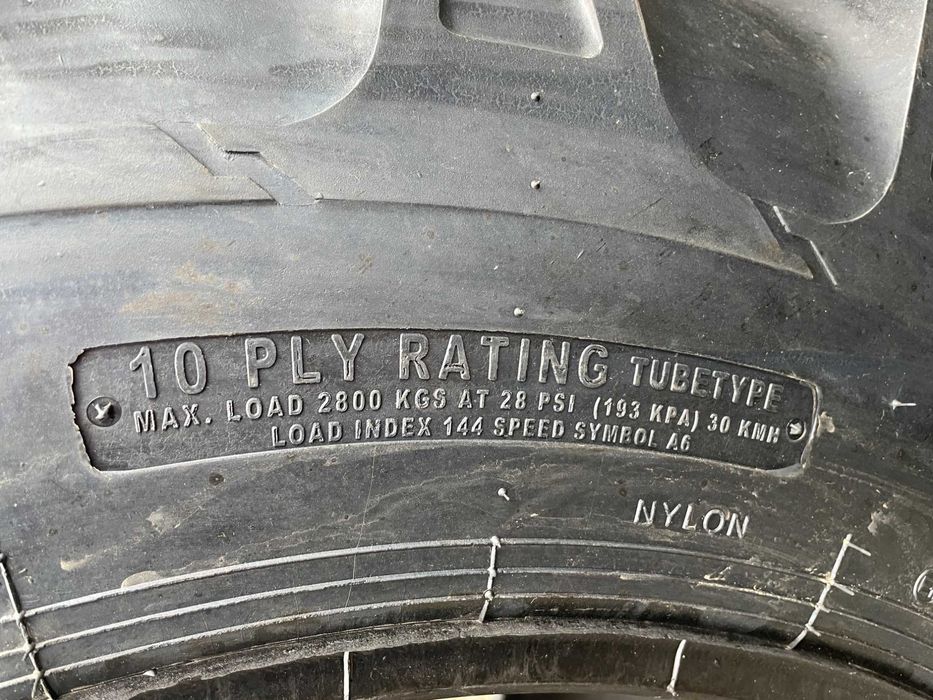 10 PLY RATING TUBETYPE
MAX. LOAD 2800 KGS AT 28 PSI (193 KPA) 30 KMH
LOAD INDEX 144 SPEED SYMBOL A6
NYLON